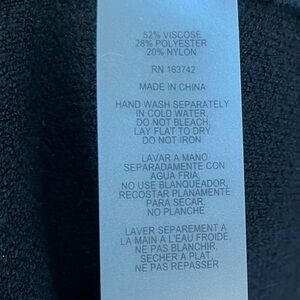 52% VISCOSE
28% POLYESTER
20% NYLON
RN 163742
MADE IN CHINA
HAND WASH SEPARATELY
IN COLD WATER,
DO NOT BLEACH,
LAY FLAT TO DRY,
DO NOT IRON
LAVAR A MANO
SEPARADAMENTE CON
AGUA FRIA,
NO USE BLANQUEADOR,
RECOSTAR PLANAMENTE
PARA SECAR,
NO PLANCHE
LAVER SEPAREMENT A
LA MAIN A L'EAU FROIDE,
NE PAS BLANCHIR,
SECHER A PLAT,
NE PAS REPASSER